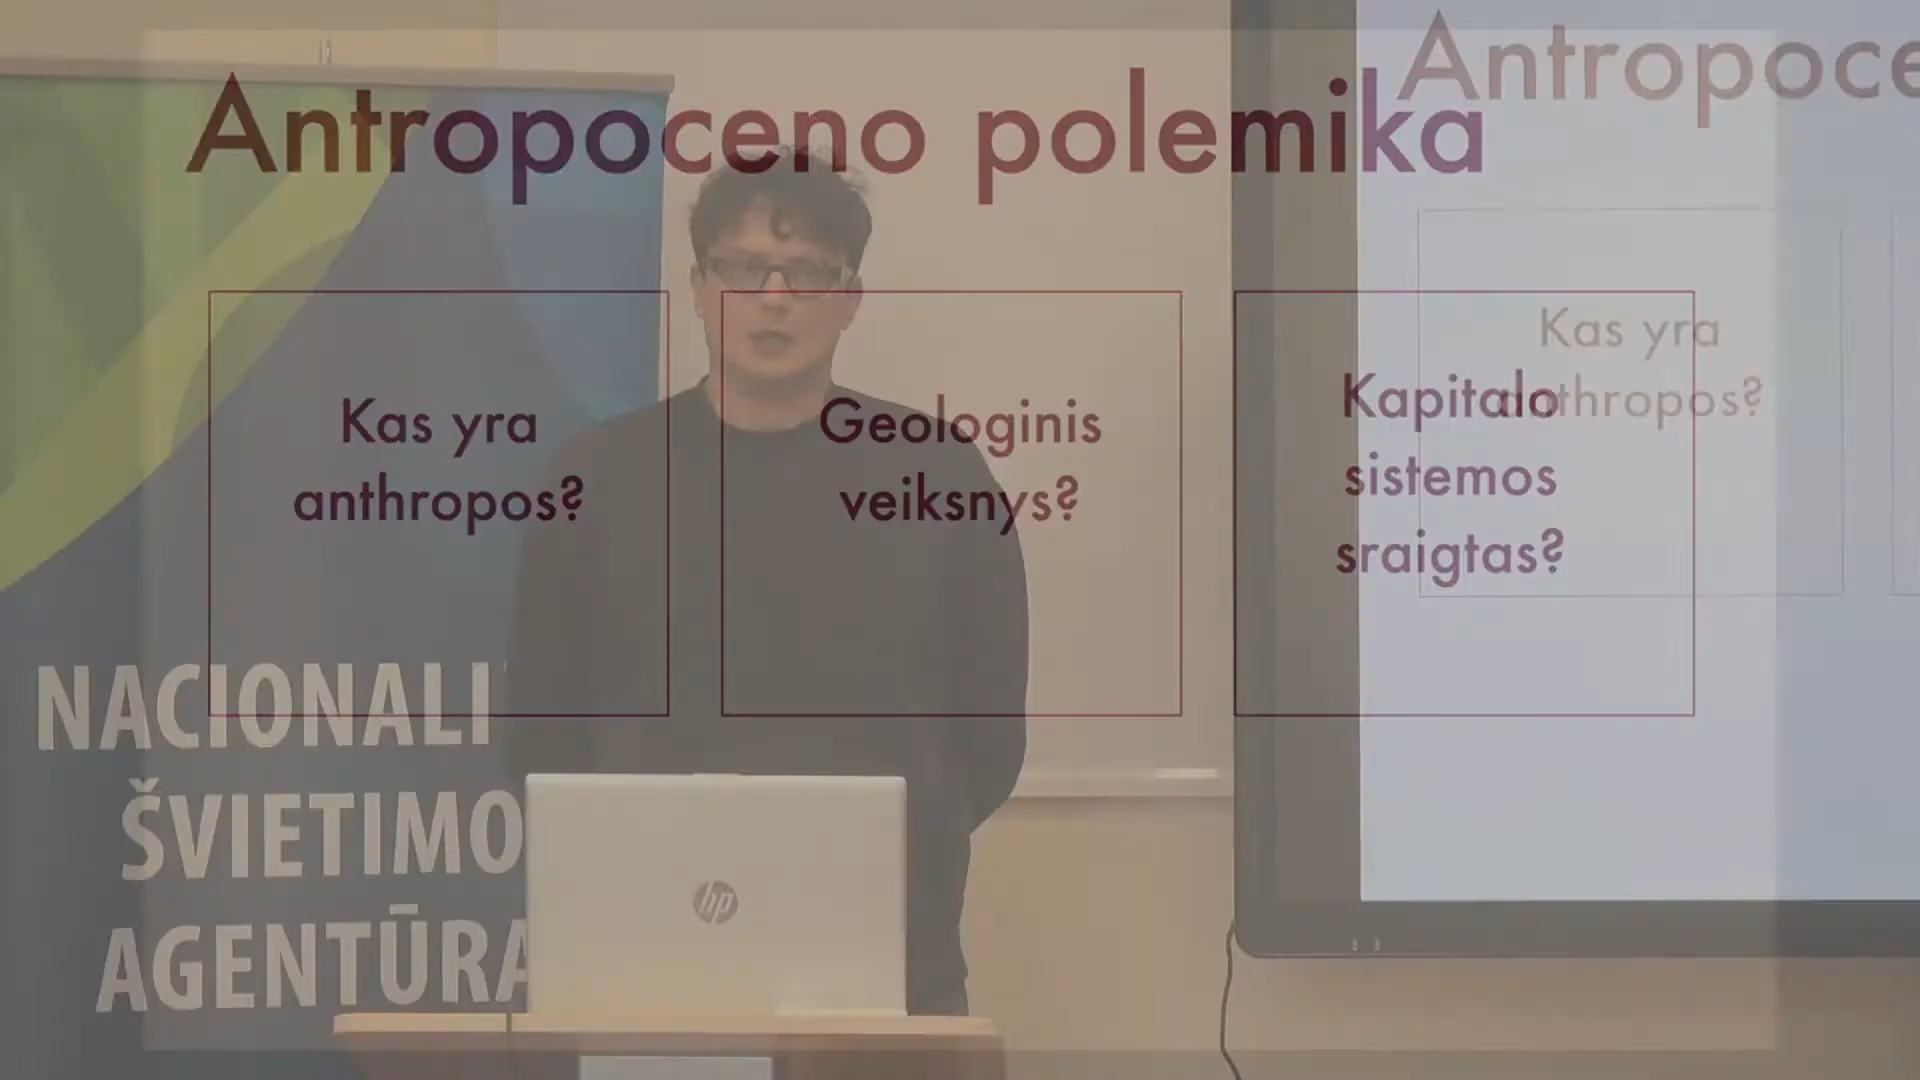 Antropoceno polemika
Kas yra
anthropos?
Geologinis
veiksnys?
Kapitalo
sistemos
sraigtas?
Antropoce
Kas yra
anthropos?
NACIONALI
ŠVIETIMO
AGENTŪRA
hp